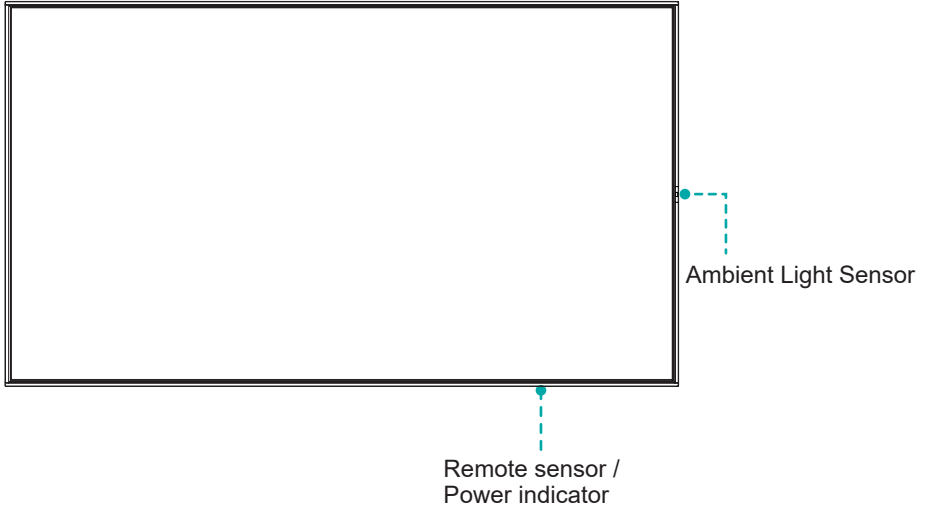 Ambient Light Sensor
Remote sensor /
Power indicator